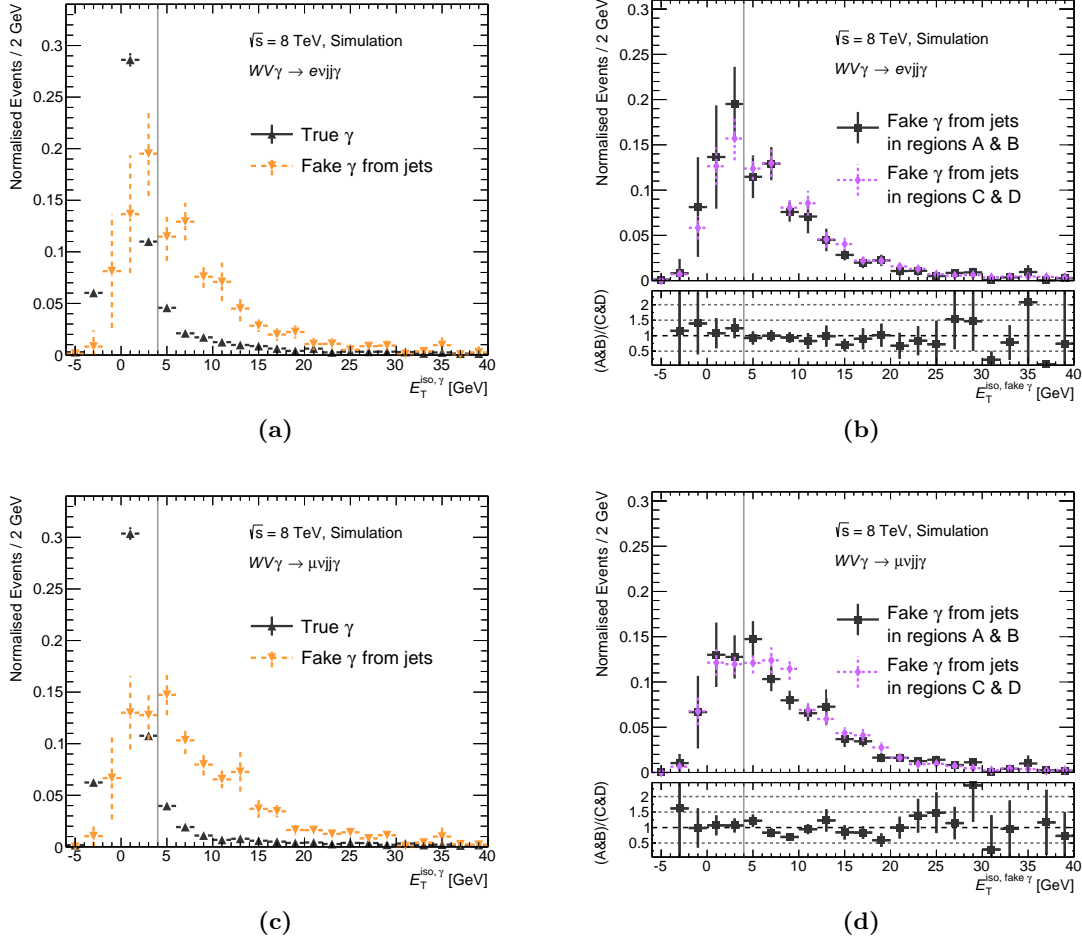 Normalised Events / 2 GeV
0.3
0.25
0.2
0.15
0.1
0.05
0
√s = 8 TeV, Simulation
WVγ → eνjjγ
True γ
Fake γ from jets
-5 0 5 10 15 20 25 30 35 40
E_T^iso, γ [GeV]
(a)
Normalised Events / 2 GeV
0.3
0.25
0.2
0.15
0.1
0.05
0
√s = 8 TeV, Simulation
WVγ → eνjjγ
Fake γ from jets
in regions A & B
Fake γ from jets
in regions C & D
(A&B)/(C&D)
2
1.5
1
0.5
-5 0 5 10 15 20 25 30 35 40
E_T^iso, fake γ [GeV]
(b)
Normalised Events / 2 GeV
0.3
0.25
0.2
0.15
0.1
0.05
0
√s = 8 TeV, Simulation
WVγ → μνjjγ
True γ
Fake γ from jets
-5 0 5 10 15 20 25 30 35 40
E_T^iso, γ [GeV]
(c)
Normalised Events / 2 GeV
0.3
0.25
0.2
0.15
0.1
0.05
0
√s = 8 TeV, Simulation
WVγ → μνjjγ
Fake γ from jets
in regions A & B
Fake γ from jets
in regions C & D
(A&B)/(C&D)
2
1.5
1
0.5
-5 0 5 10 15 20 25 30 35 40
E_T^iso, fake γ [GeV]
(d)